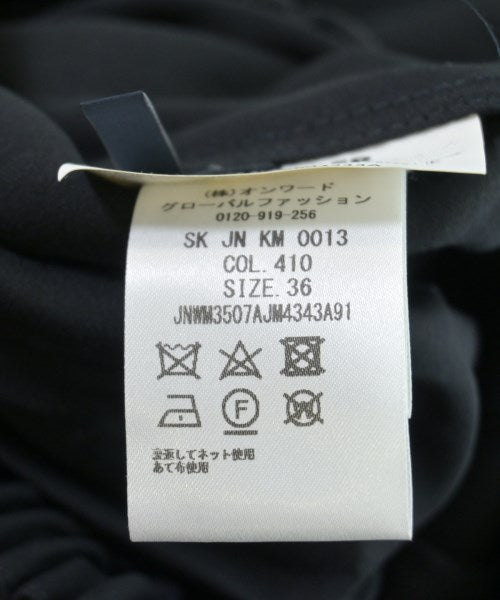 (株)オンワード
グローバルファッション
0120-919-256
SK JN KM 0013
COL.410
SIZE.36
JNWM3507AJM4343A91
F
W
裏返してネット使用
あて布使用